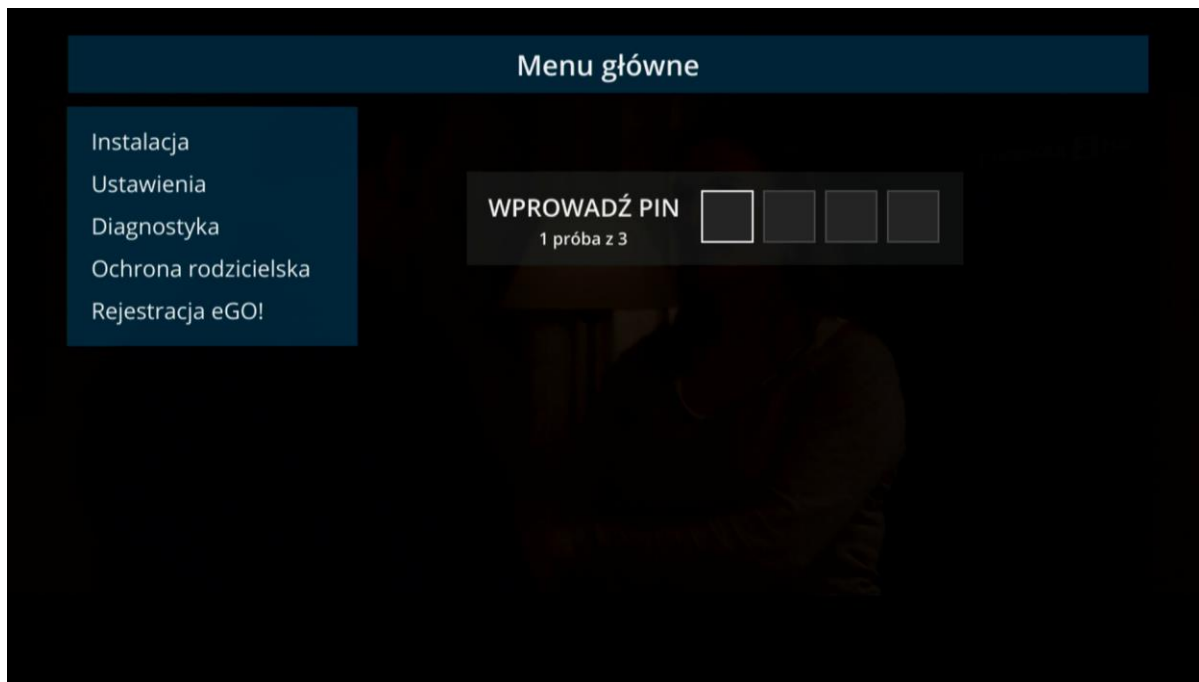 Menu główne
Instalacja
Ustawienia
Diagnostyka
Ochrona rodzicielska
Rejestracja eGO!
WPROWADŹ PIN
1 próba z 3